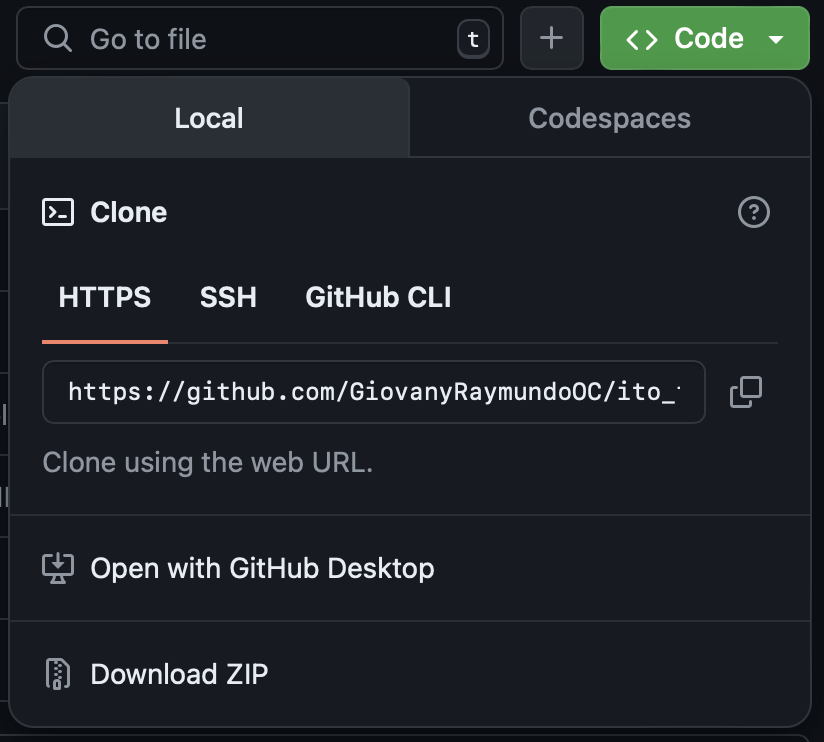 Go to file t + <> Code
Local Codespaces
Clone
HTTPS SSH GitHub CLI
https://github.com/GiovanyRaymundoOC/ito_
Clone using the web URL.
Open with GitHub Desktop
Download ZIP